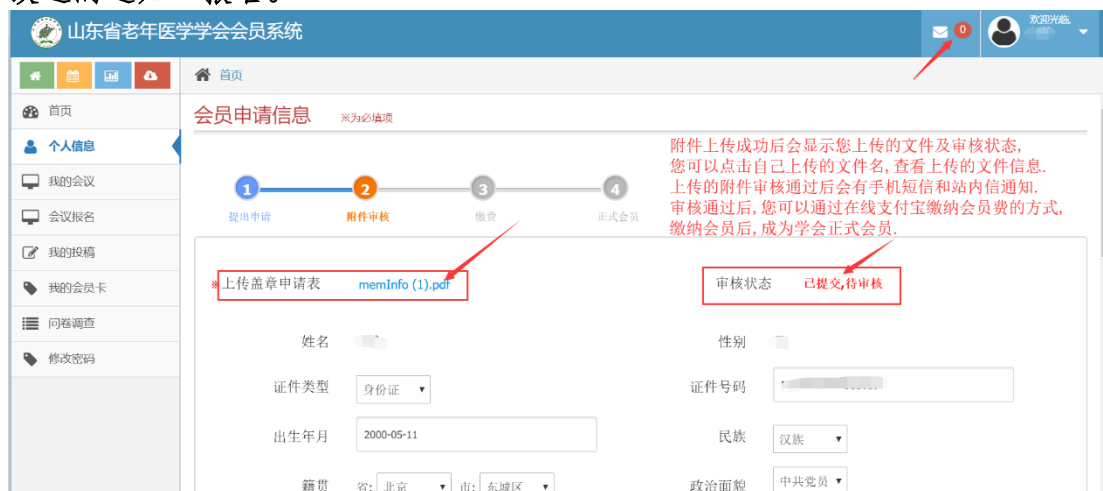 山东省老年医学学会会员系统
0
欢迎光临,
首页
首页
个人信息
我的会议
会议报名
我的投稿
我的会员卡
问卷调查
修改密码
会员申请信息 ※为必填项
附件上传成功后会显示您上传的文件及审核状态,
您可以点击自己上传的文件名,查看上传的文件信息.
上传的附件审核通过后会有手机短信和站内信通知.
审核通过后,您可以通过在线支付宝缴纳会员费的方式,
缴纳会员后,成为学会正式会员.
1 2 3 4
提出申请 附件审核 缴费 正式会员
※上传盖章申请表 memInfo (1).pdf 审核状态 已提交,待审核
姓名 性别
证件类型 身份证 证件号码
出生年月 2000-05-11 民族 汉族
籍贯 省: 北京 市: 东城区 政治面貌 中共党员